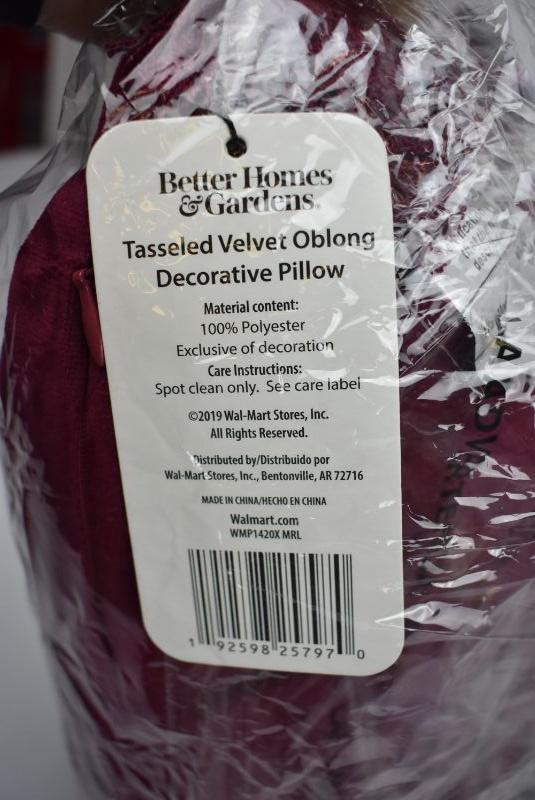 Better Homes
& Gardens
Tasseled Velvet Oblong
Decorative Pillow
Material content:
100% Polyester
Exclusive of decoration
Care Instructions:
Spot clean only. See care label
©2019 Wal-Mart Stores, Inc.
All Rights Reserved.
Distributed by/Distribuido por
Wal-Mart Stores, Inc., Bentonville, AR 72716
MADE IN CHINA/HECHO EN CHINA
Walmart.com
WMP1420X MRL
1 92598 25797 0